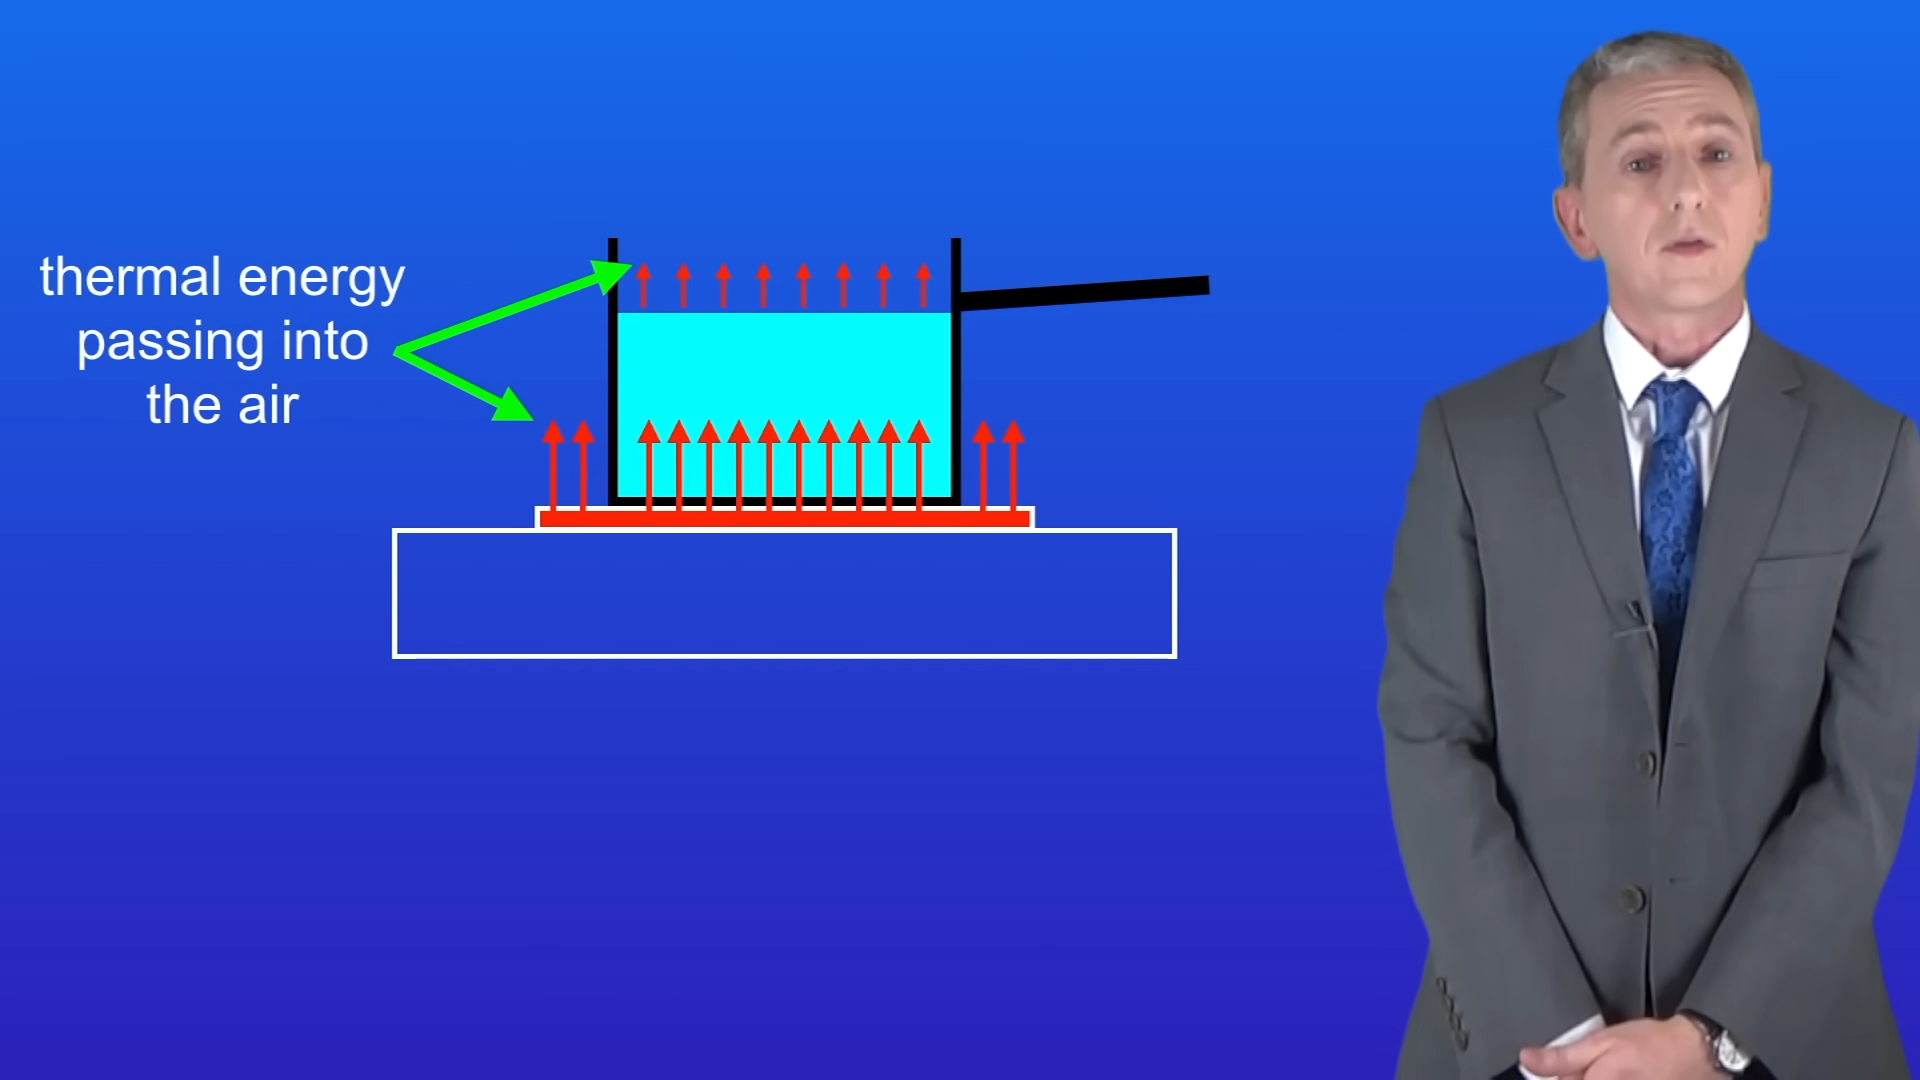 thermal energy
passing into
the air